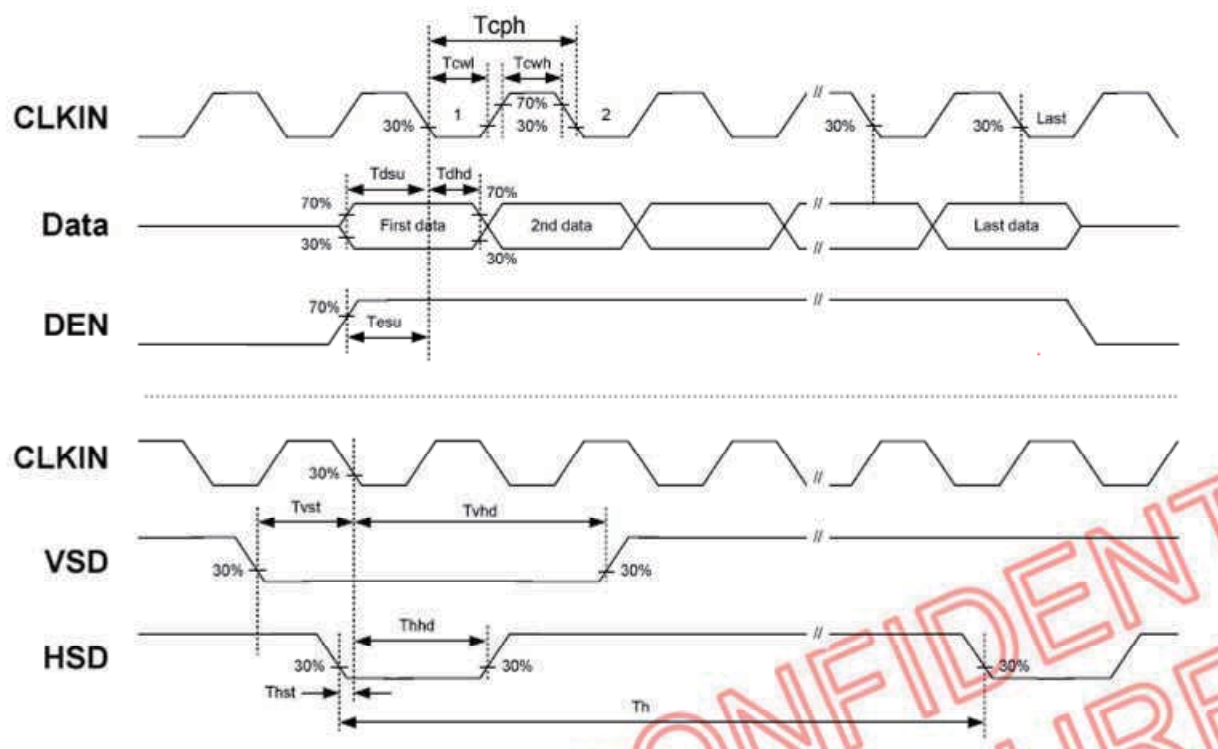 Tcph
Tcwl Tcwh
CLKIN 30% 1 70% 30% 2 // 30% 30% Last
Tdsu Tdhd
Data 70% 30% First data 70% 30% 2nd data // // Last data
DEN 70% Tesu //
CLKIN 30% //
Tvst Tvhd
VSD 30% 30% //
HSD 30% Thhd 30% // 30%
Thst
Th